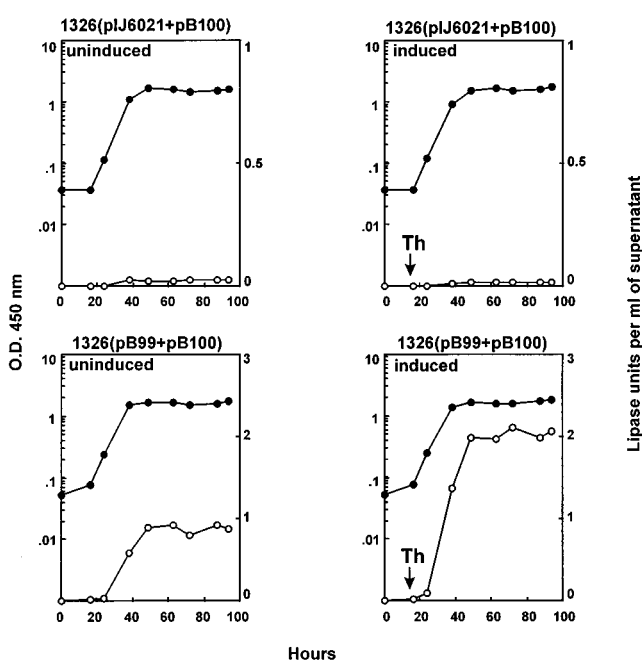 1326(pIJ6021+pB100)
uninduced
10
1
.1
.01
1
0.5
0
0 20 40 60 80 100
1326(pIJ6021+pB100)
induced
10
1
.1
.01
1
0.5
0
Th
0 20 40 60 80 100
1326(pB99+pB100)
uninduced
10
1
.1
.01
3
2
1
0
0 20 40 60 80 100
1326(pB99+pB100)
induced
10
1
.1
.01
3
2
1
0
Th
0 20 40 60 80 100
O.D. 450 nm
Lipase units per ml of supernatant
Hours